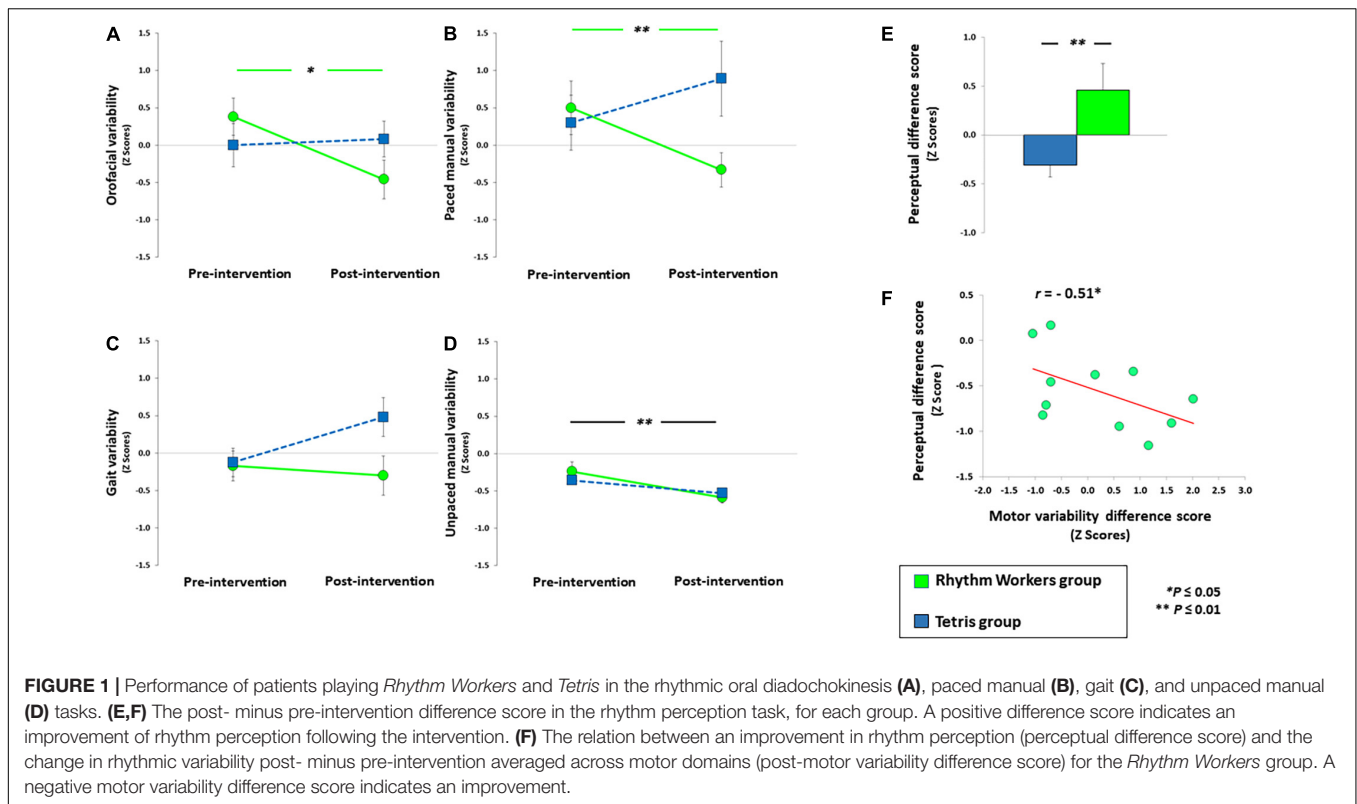 A
Orofacial variability
(Z Scores)
1.5
1.0
0.5
0.0
-0.5
-1.0
-1.5
*
Pre-intervention
Post-intervention
B
Paced manual variability
(Z Scores)
1.5
1.0
0.5
0.0
-0.5
-1.0
-1.5
**
Pre-intervention
Post-intervention
E
Perceptual difference score
(Z Scores)
1.0
0.5
0.0
-0.5
-1.0
**
C
Gait variability
(Z Scores)
1.5
1.0
0.5
0.0
-0.5
-1.0
-1.5
Pre-intervention
Post-intervention
D
Unpaced manual variability
(Z Scores)
1.5
1.0
0.5
0.0
-0.5
-1.0
-1.5
**
Pre-intervention
Post-intervention
F
r = - 0.51*
Perceptual difference score
(Z Score )
0.5
0.0
-0.5
-1.0
-1.5
-2.0 -1.5 -1.0 -0.5 0.0 0.5 1.0 1.5 2.0 2.5 3.0
Motor variability difference score
(Z Scores)
Rhythm Workers group
Tetris group
*P ≤ 0.05
** P ≤ 0.01
FIGURE 1 | Performance of patients playing Rhythm Workers and Tetris in the rhythmic oral diadochokinesis (A), paced manual (B), gait (C), and unpaced manual
(D) tasks. (E,F) The post- minus pre-intervention difference score in the rhythm perception task, for each group. A positive difference score indicates an
improvement of rhythm perception following the intervention. (F) The relation between an improvement in rhythm perception (perceptual difference score) and the
change in rhythmic variability post- minus pre-intervention averaged across motor domains (post-motor variability difference score) for the Rhythm Workers group. A
negative motor variability difference score indicates an improvement.